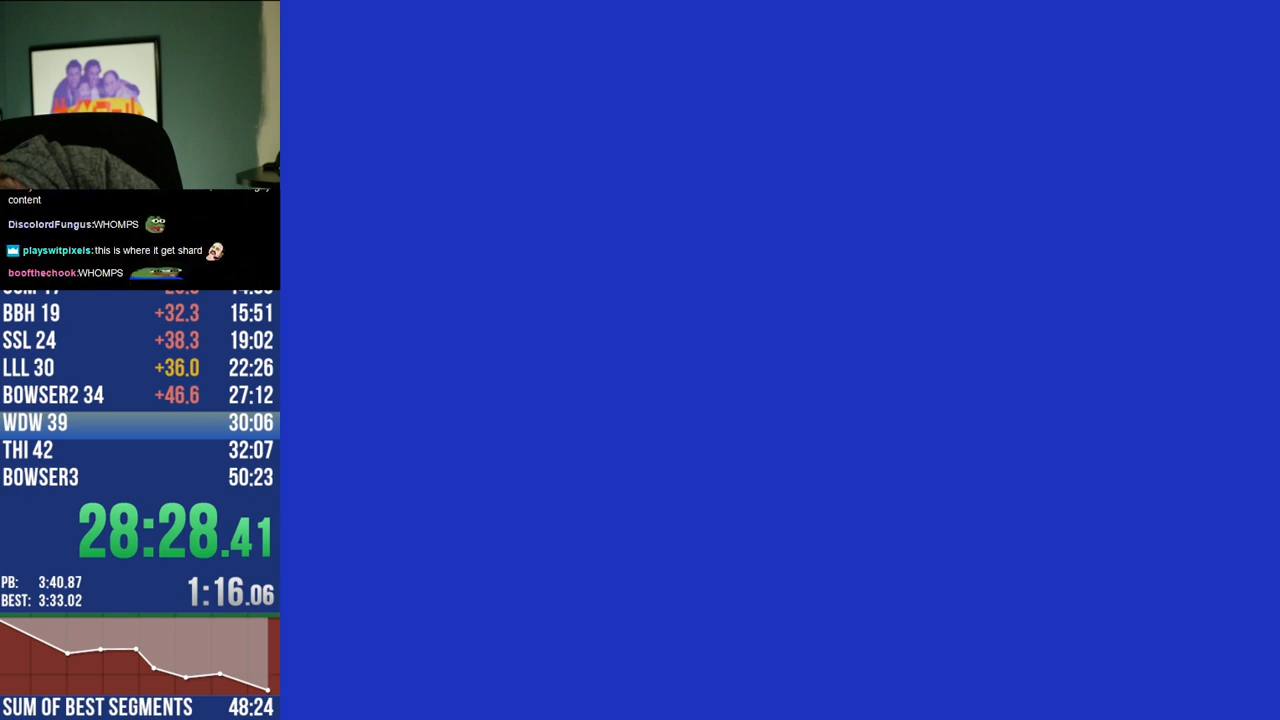 content
DiscolordFungus:WHOMPS
playswitpixels:this is where it get shard
boofthechook:WHOMPS
BBH 19 +32.3 15:51
SSL 24 +38.3 19:02
LLL 30 +36.0 22:26
BOWSER2 34 +46.6 27:12
WDW 39 30:06
THI 42 32:07
BOWSER3 50:23
28:28.41
PB: 3:40.87
BEST: 3:33.02
1:16.06
SUM OF BEST SEGMENTS 48:24